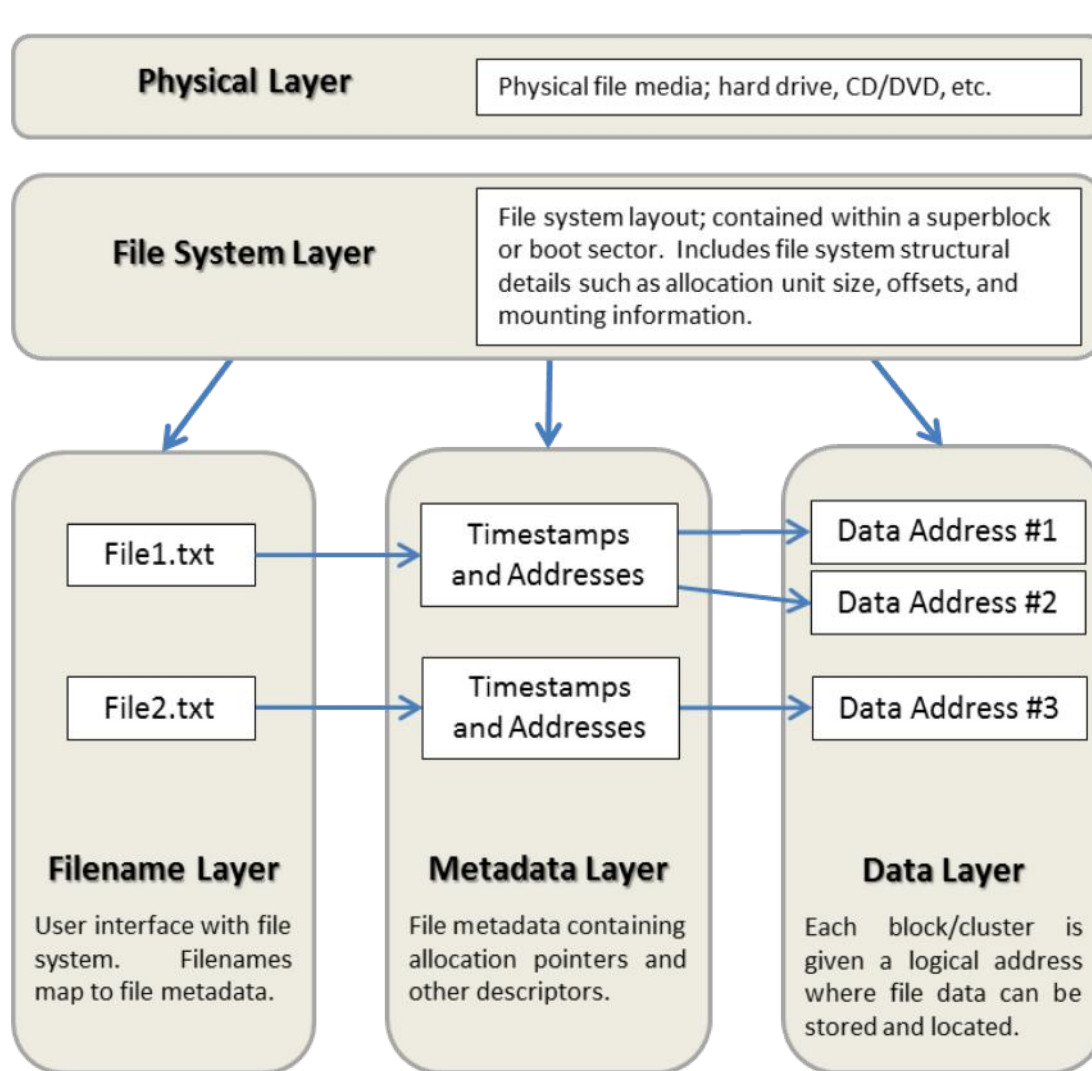 Physical Layer
Physical file media; hard drive, CD/DVD, etc.
File System Layer
File system layout; contained within a superblock
or boot sector. Includes file system structural
details such as allocation unit size, offsets, and
mounting information.
File1.txt
Timestamps
and Addresses
Data Address #1
Data Address #2
File2.txt
Timestamps
and Addresses
Data Address #3
Filename Layer
User interface with file
system. Filenames
map to file metadata.
Metadata Layer
File metadata containing
allocation pointers and
other descriptors.
Data Layer
Each block/cluster is
given a logical address
where file data can be
stored and located.